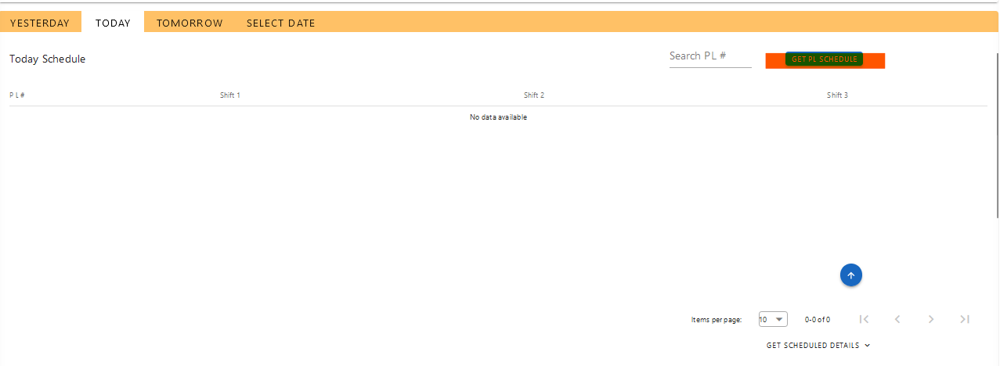 YESTERDAY TODAY TOMORROW SELECT DATE
Today Schedule Search PL # GET PL SCHEDULE
PL# Shift 1 Shift 2 Shift 3
No data available
Items per page: 10 0-0 of 0
GET SCHEDULED DETAILS